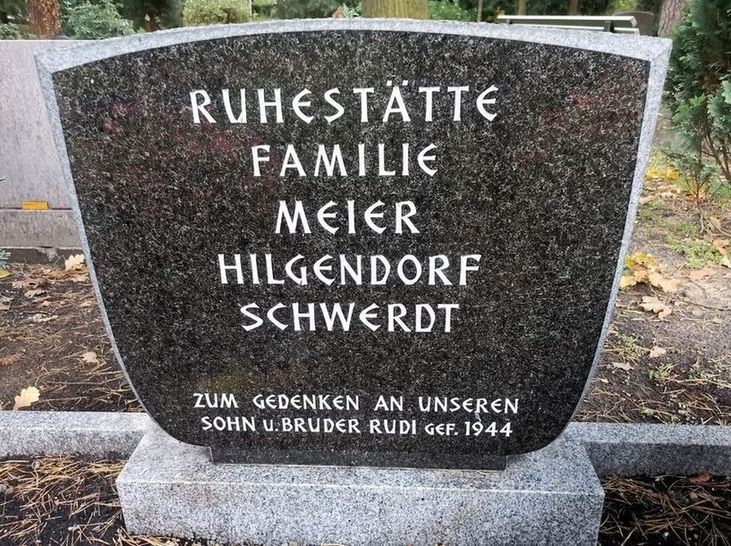 RUHESTÄTTE
FAMILIE
MEIER
HILGENDORF
SCHWERDT
ZUM GEDENKEN AN UNSEREN
SOHN U. BRUDER RUDI GEF. 1944